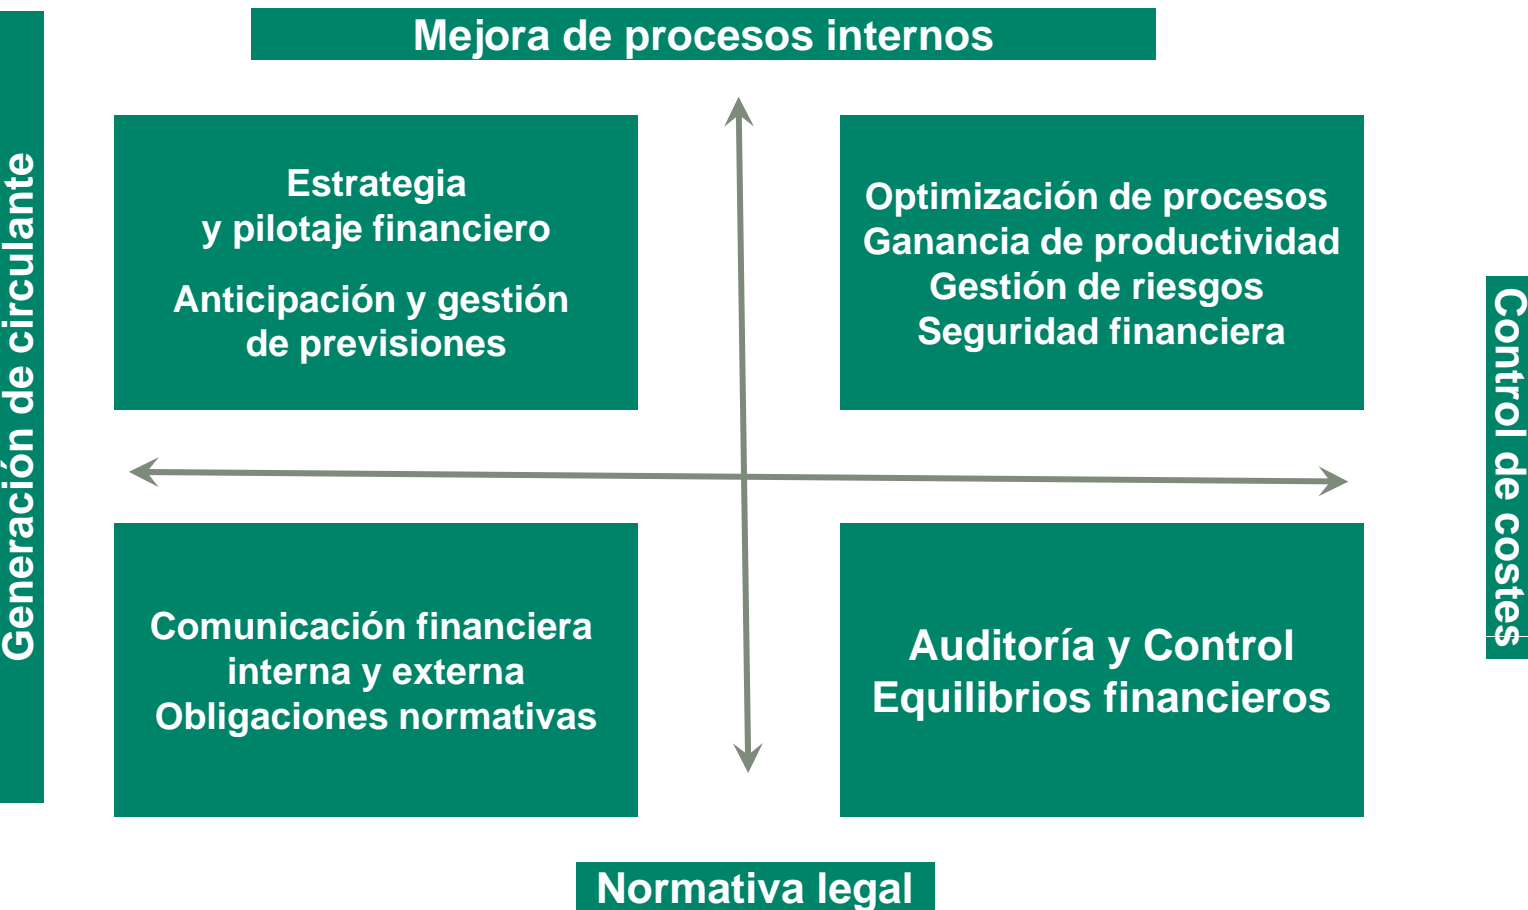 Mejora de procesos internos
Generación de circulante
Estrategia
y pilotaje financiero
Anticipación y gestión
de previsiones
Optimización de procesos
Ganancia de productividad
Gestión de riesgos
Seguridad financiera
Control de costes
Comunicación financiera
interna y externa
Obligaciones normativas
Auditoría y Control
Equilibrios financieros
Normativa legal